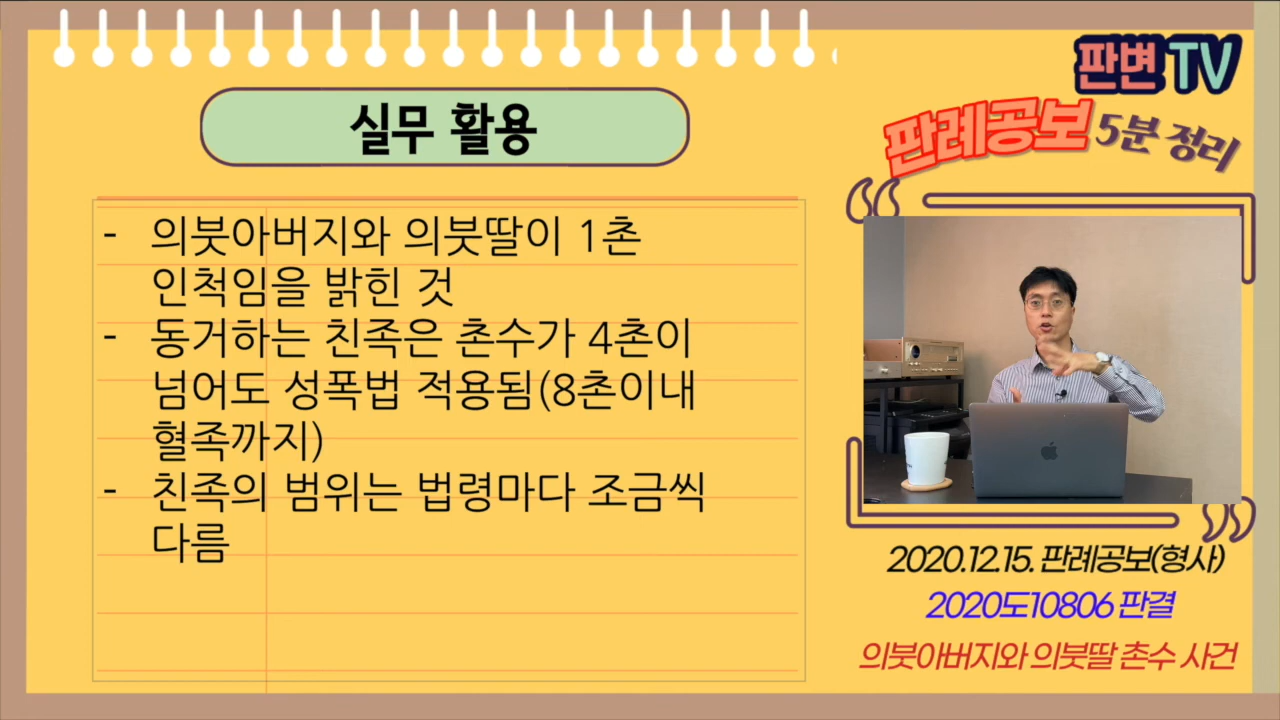 판변 TV
판례공보 5분 정리
실무 활용
- 의붓아버지와 의붓딸이 1촌
인척임을 밝힌 것
- 동거하는 친족은 촌수가 4촌이
넘어도 성폭법 적용됨(8촌이내
혈족까지)
- 친족의 범위는 법령마다 조금씩
다름
2020.12.15. 판례공보(형사)
2020도10806 판결
의붓아버지와 의붓딸 촌수 사건